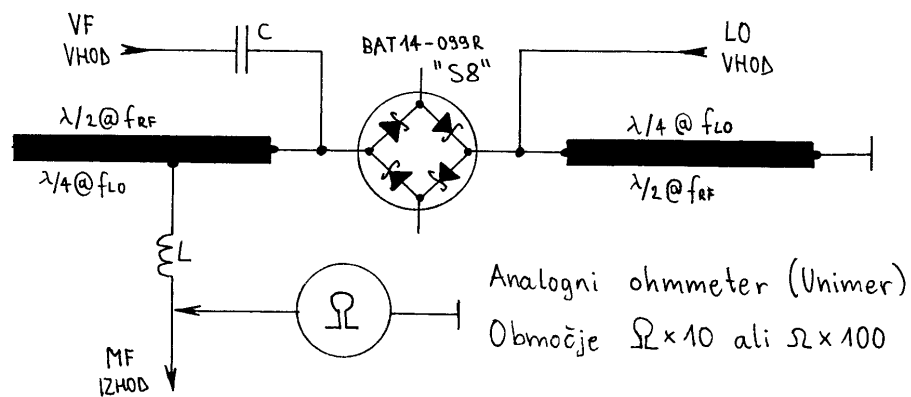 VF
VHOD
C
BAT14-099R
"S8"
LO
VHOD
λ/2@fRF
λ/4@fLO
λ/4@fLO
λ/2@fRF
L
Ω
Analogni ohmmeter (Unimer)
Območje Ω×10 ali Ω×100
MF
IZHOD